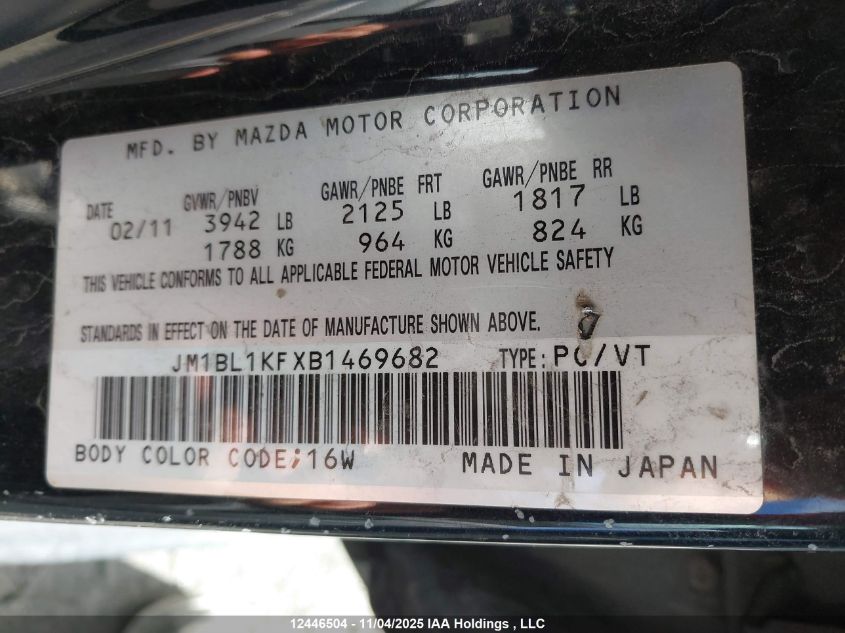 MFD. BY MAZDA MOTOR CORPORATION
DATE GVWR/PNBV GAWR/PNBE FRT GAWR/PNBE RR
02/11 3942 LB 2125 LB 1817 LB
1788 KG 964 KG 824 KG
THIS VEHICLE CONFORMS TO ALL APPLICABLE FEDERAL MOTOR VEHICLE SAFETY
STANDARDS IN EFFECT ON THE DATE OF MANUFACTURE SHOWN ABOVE.
JM1BL1KFXB1469682 TYPE: PC/VT
BODY COLOR CODE;16W MADE IN JAPAN
12446504 - 11/04/2025 IAA Holdings , LLC